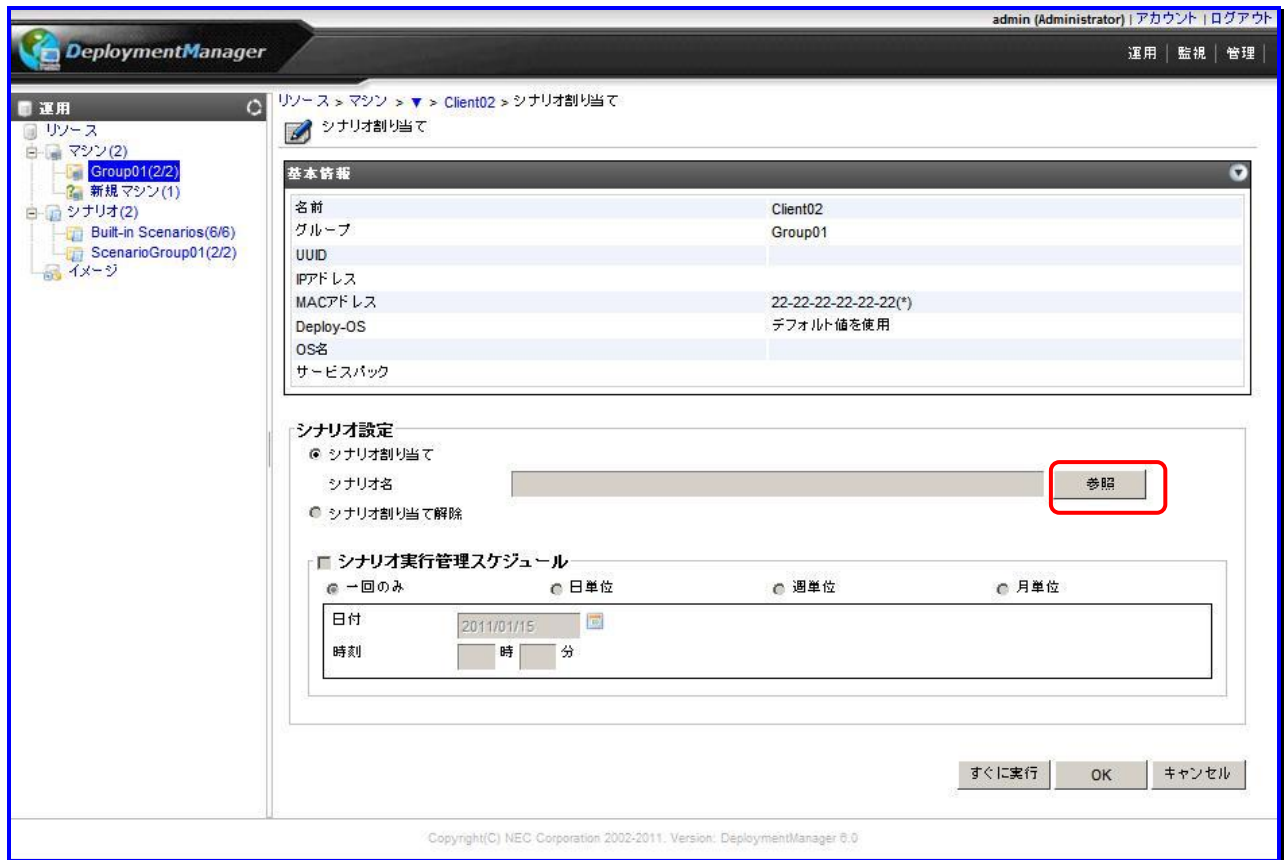 admin (Administrator) | アカウント | ログアウト
DeploymentManager
運用 | 監視 | 管理 |
運用
リソース
マシン(2)
Group01(2/2)
新規マシン(1)
シナリオ(2)
Built-in Scenarios(6/6)
ScenarioGroup01(2/2)
イメージ
リソース > マシン > ▼ > Client02 > シナリオ割り当て
シナリオ割り当て
基本情報
名前 Client02
グループ Group01
UUID
IPアドレス
MACアドレス 22-22-22-22-22-22(*)
Deploy-OS デフォルト値を使用
OS名
サービスパック
シナリオ設定
シナリオ割り当て
シナリオ名 参照
シナリオ割り当て解除
シナリオ実行管理スケジュール
一回のみ 日単位 週単位 月単位
日付 2011/01/15
時刻 時 分
すぐに実行 OK キャンセル
Copyright(C) NEC Corporation 2002-2011. Version: DeploymentManager 6.0